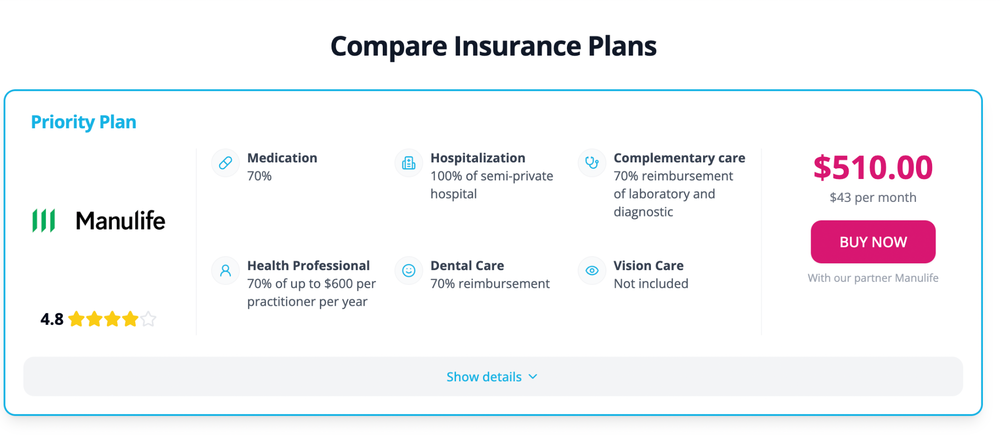 Compare Insurance Plans
Priority Plan
Manulife
4.8
Medication
70%
Hospitalization
100% of semi-private
hospital
Complementary care
70% reimbursement
of laboratory and
diagnostic
Health Professional
70% of up to $600 per
practitioner per year
Dental Care
70% reimbursement
Vision Care
Not included
$510.00
$43 per month
BUY NOW
With our partner Manulife
Show details